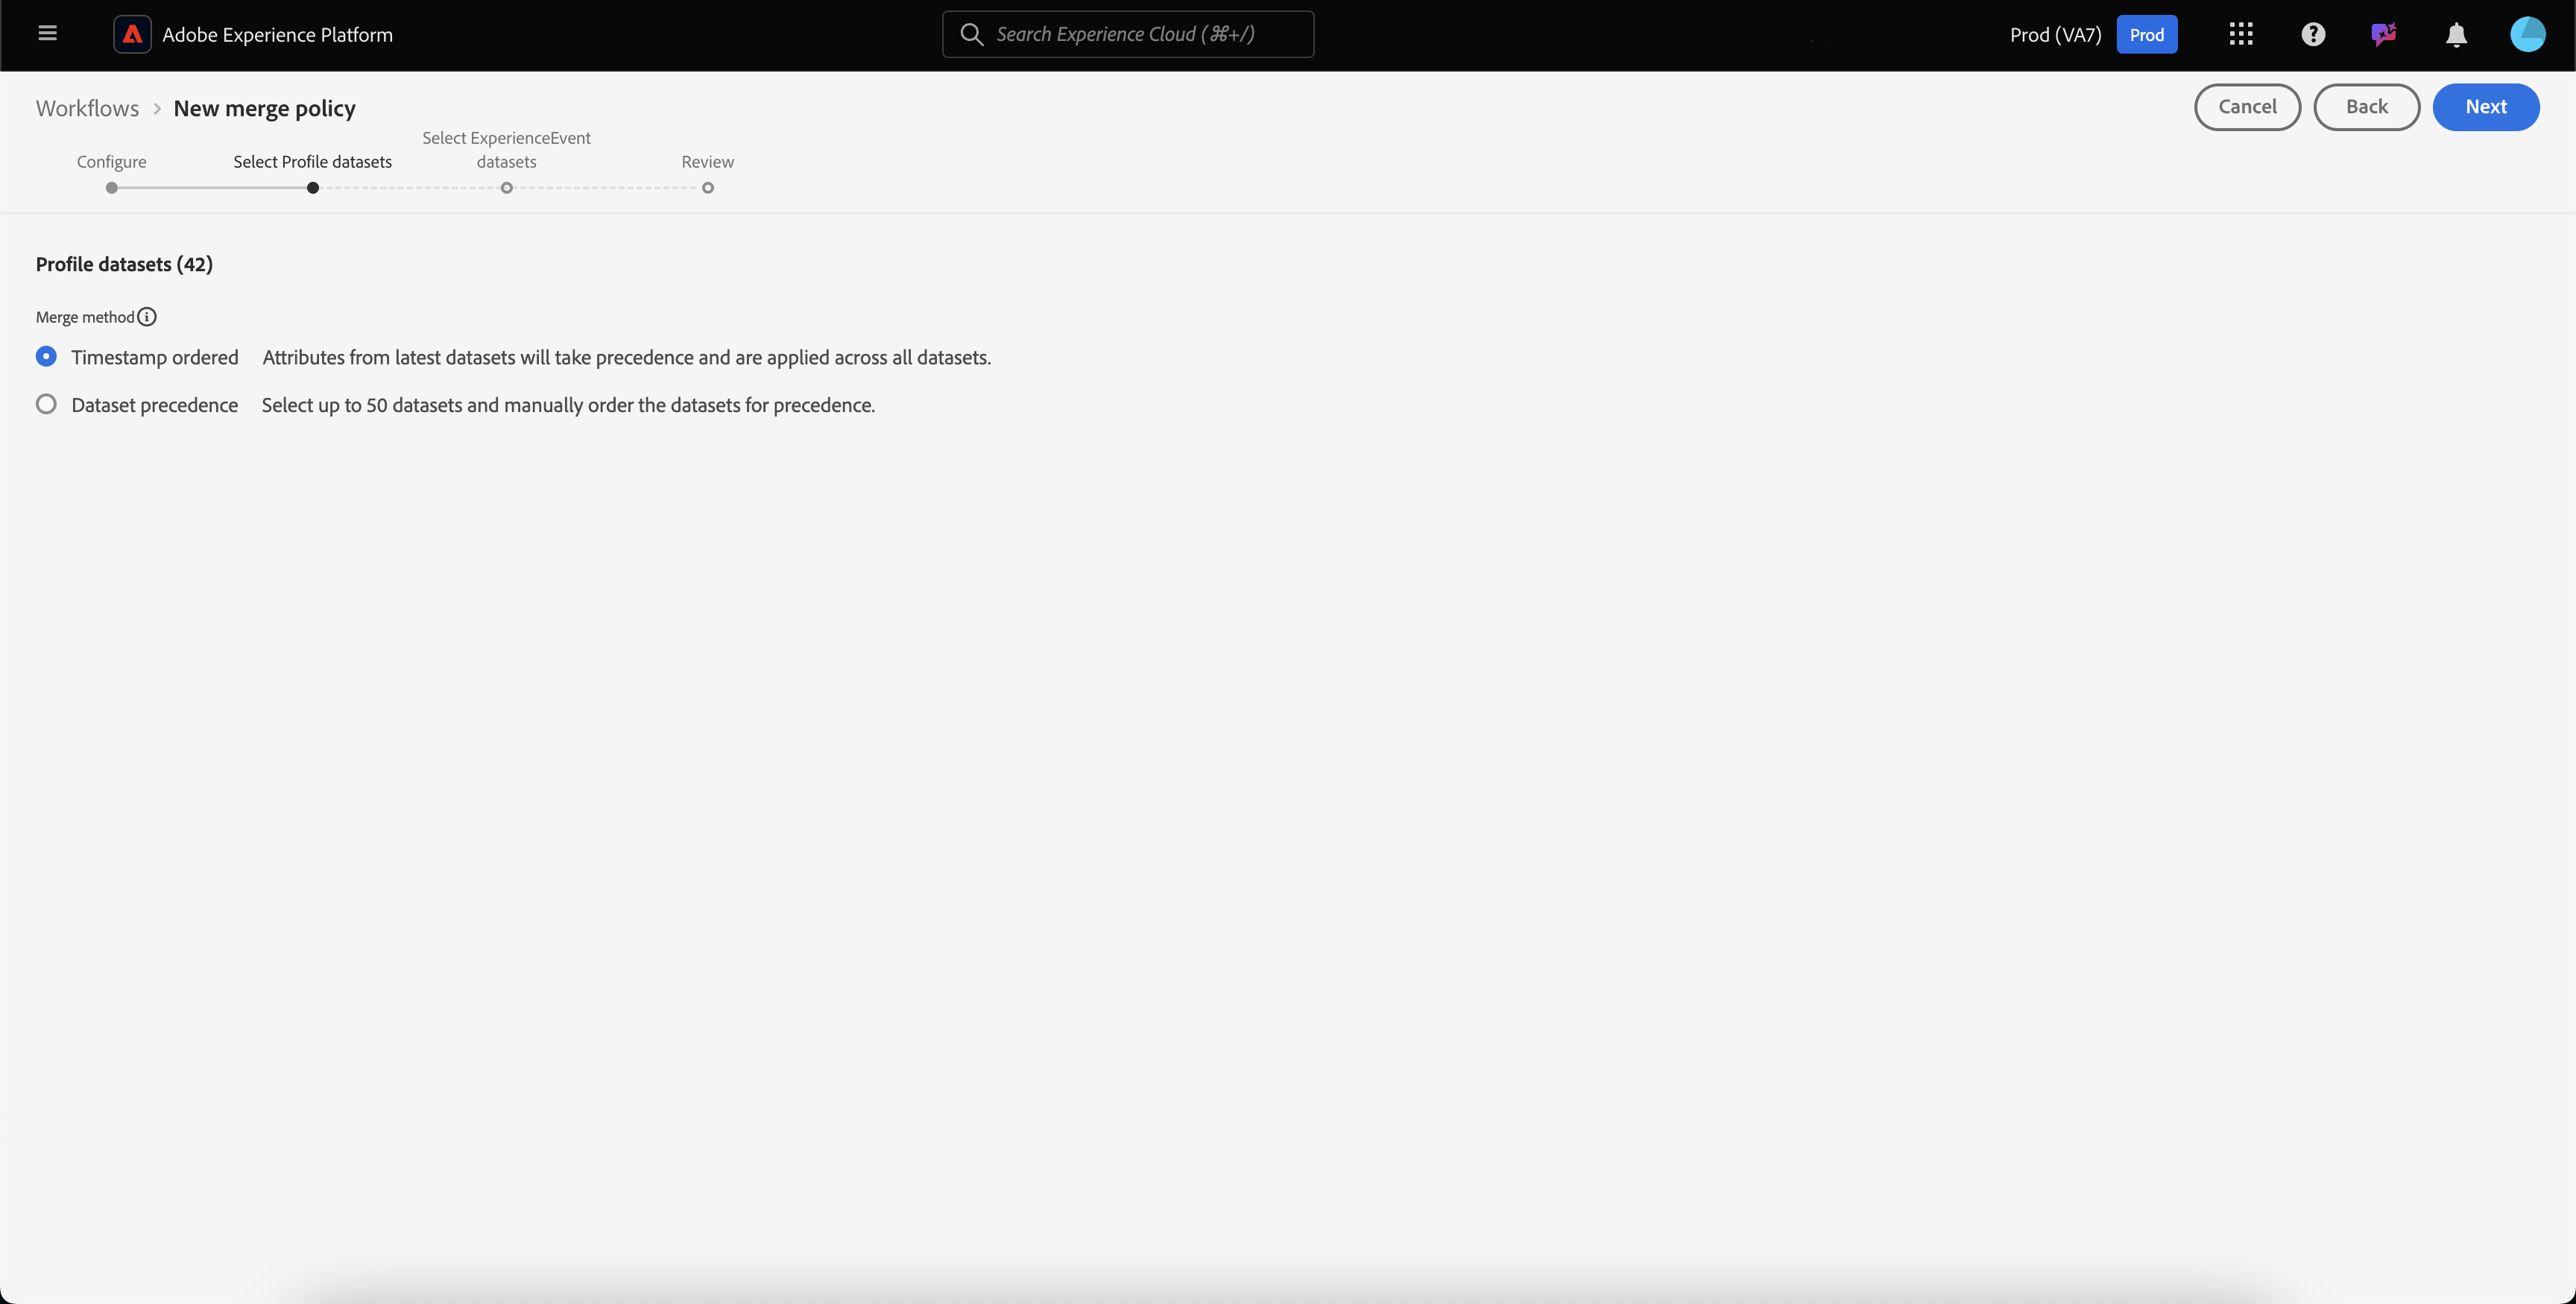 Adobe Experience Platform
Search Experience Cloud (⌘+/)
Prod (VA7)
Prod
Workflows > New merge policy
Cancel
Back
Next
Configure
Select Profile datasets
Select ExperienceEvent
datasets
Review
Profile datasets (42)
Merge method
Timestamp ordered Attributes from latest datasets will take precedence and are applied across all datasets.
Dataset precedence Select up to 50 datasets and manually order the datasets for precedence.